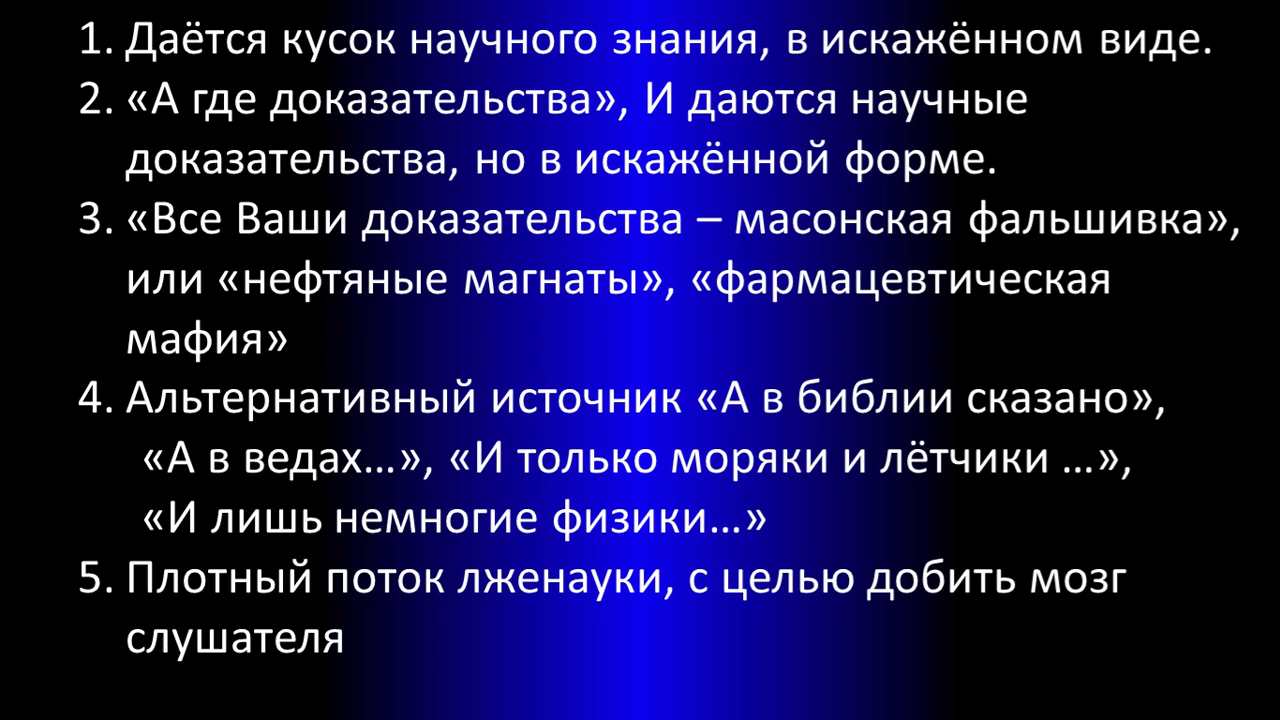 1. Даётся кусок научного знания, в искажённом виде.
2. «А где доказательства», И даются научные
доказательства, но в искажённой форме.
3. «Все Ваши доказательства – масонская фальшивка»,
или «нефтяные магнаты», «фармацевтическая
мафия»
4. Альтернативный источник «А в библии сказано»,
«А в ведах...», «И только моряки и лётчики ...»,
«И лишь немногие физики...»
5. Плотный поток лженауки, с целью добить мозг
слушателя